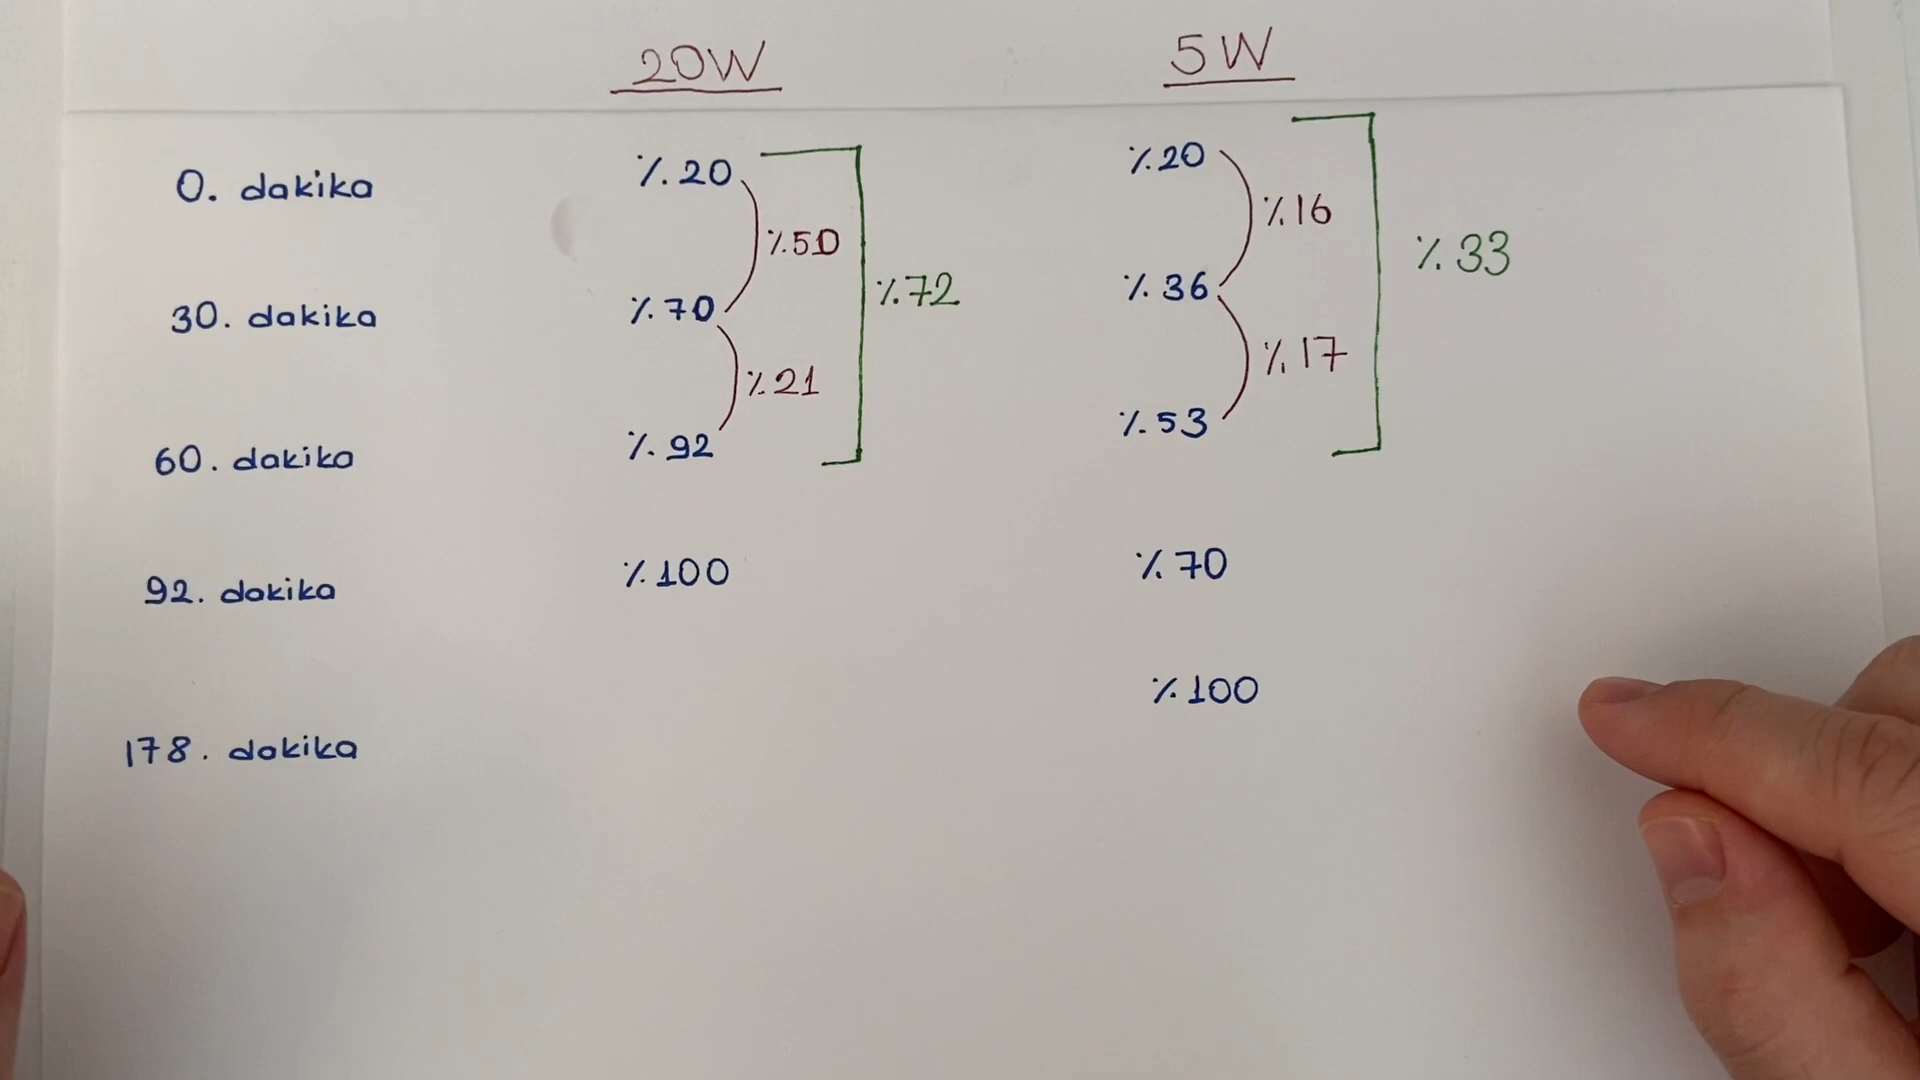 20W 5W
0. dakika %20 %20
%50 %16
30. dakika %70 %36
%72 %33
%21 %17
60. dakika %92 %53
92. dakika %100 %70
%100
178. dakika